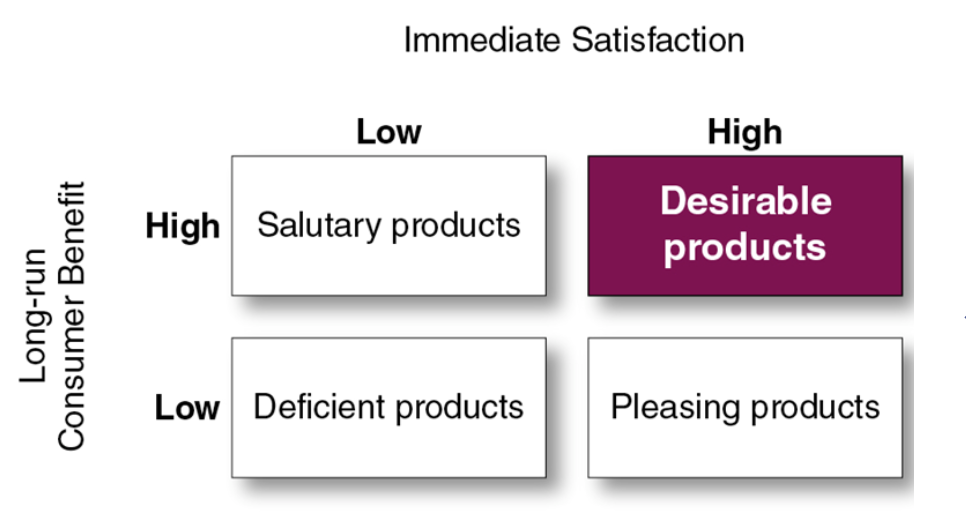 Immediate Satisfaction
Low
High
High
Salutary products
Desirable
products
Long-run
Consumer Benefit
Low
Deficient products
Pleasing products